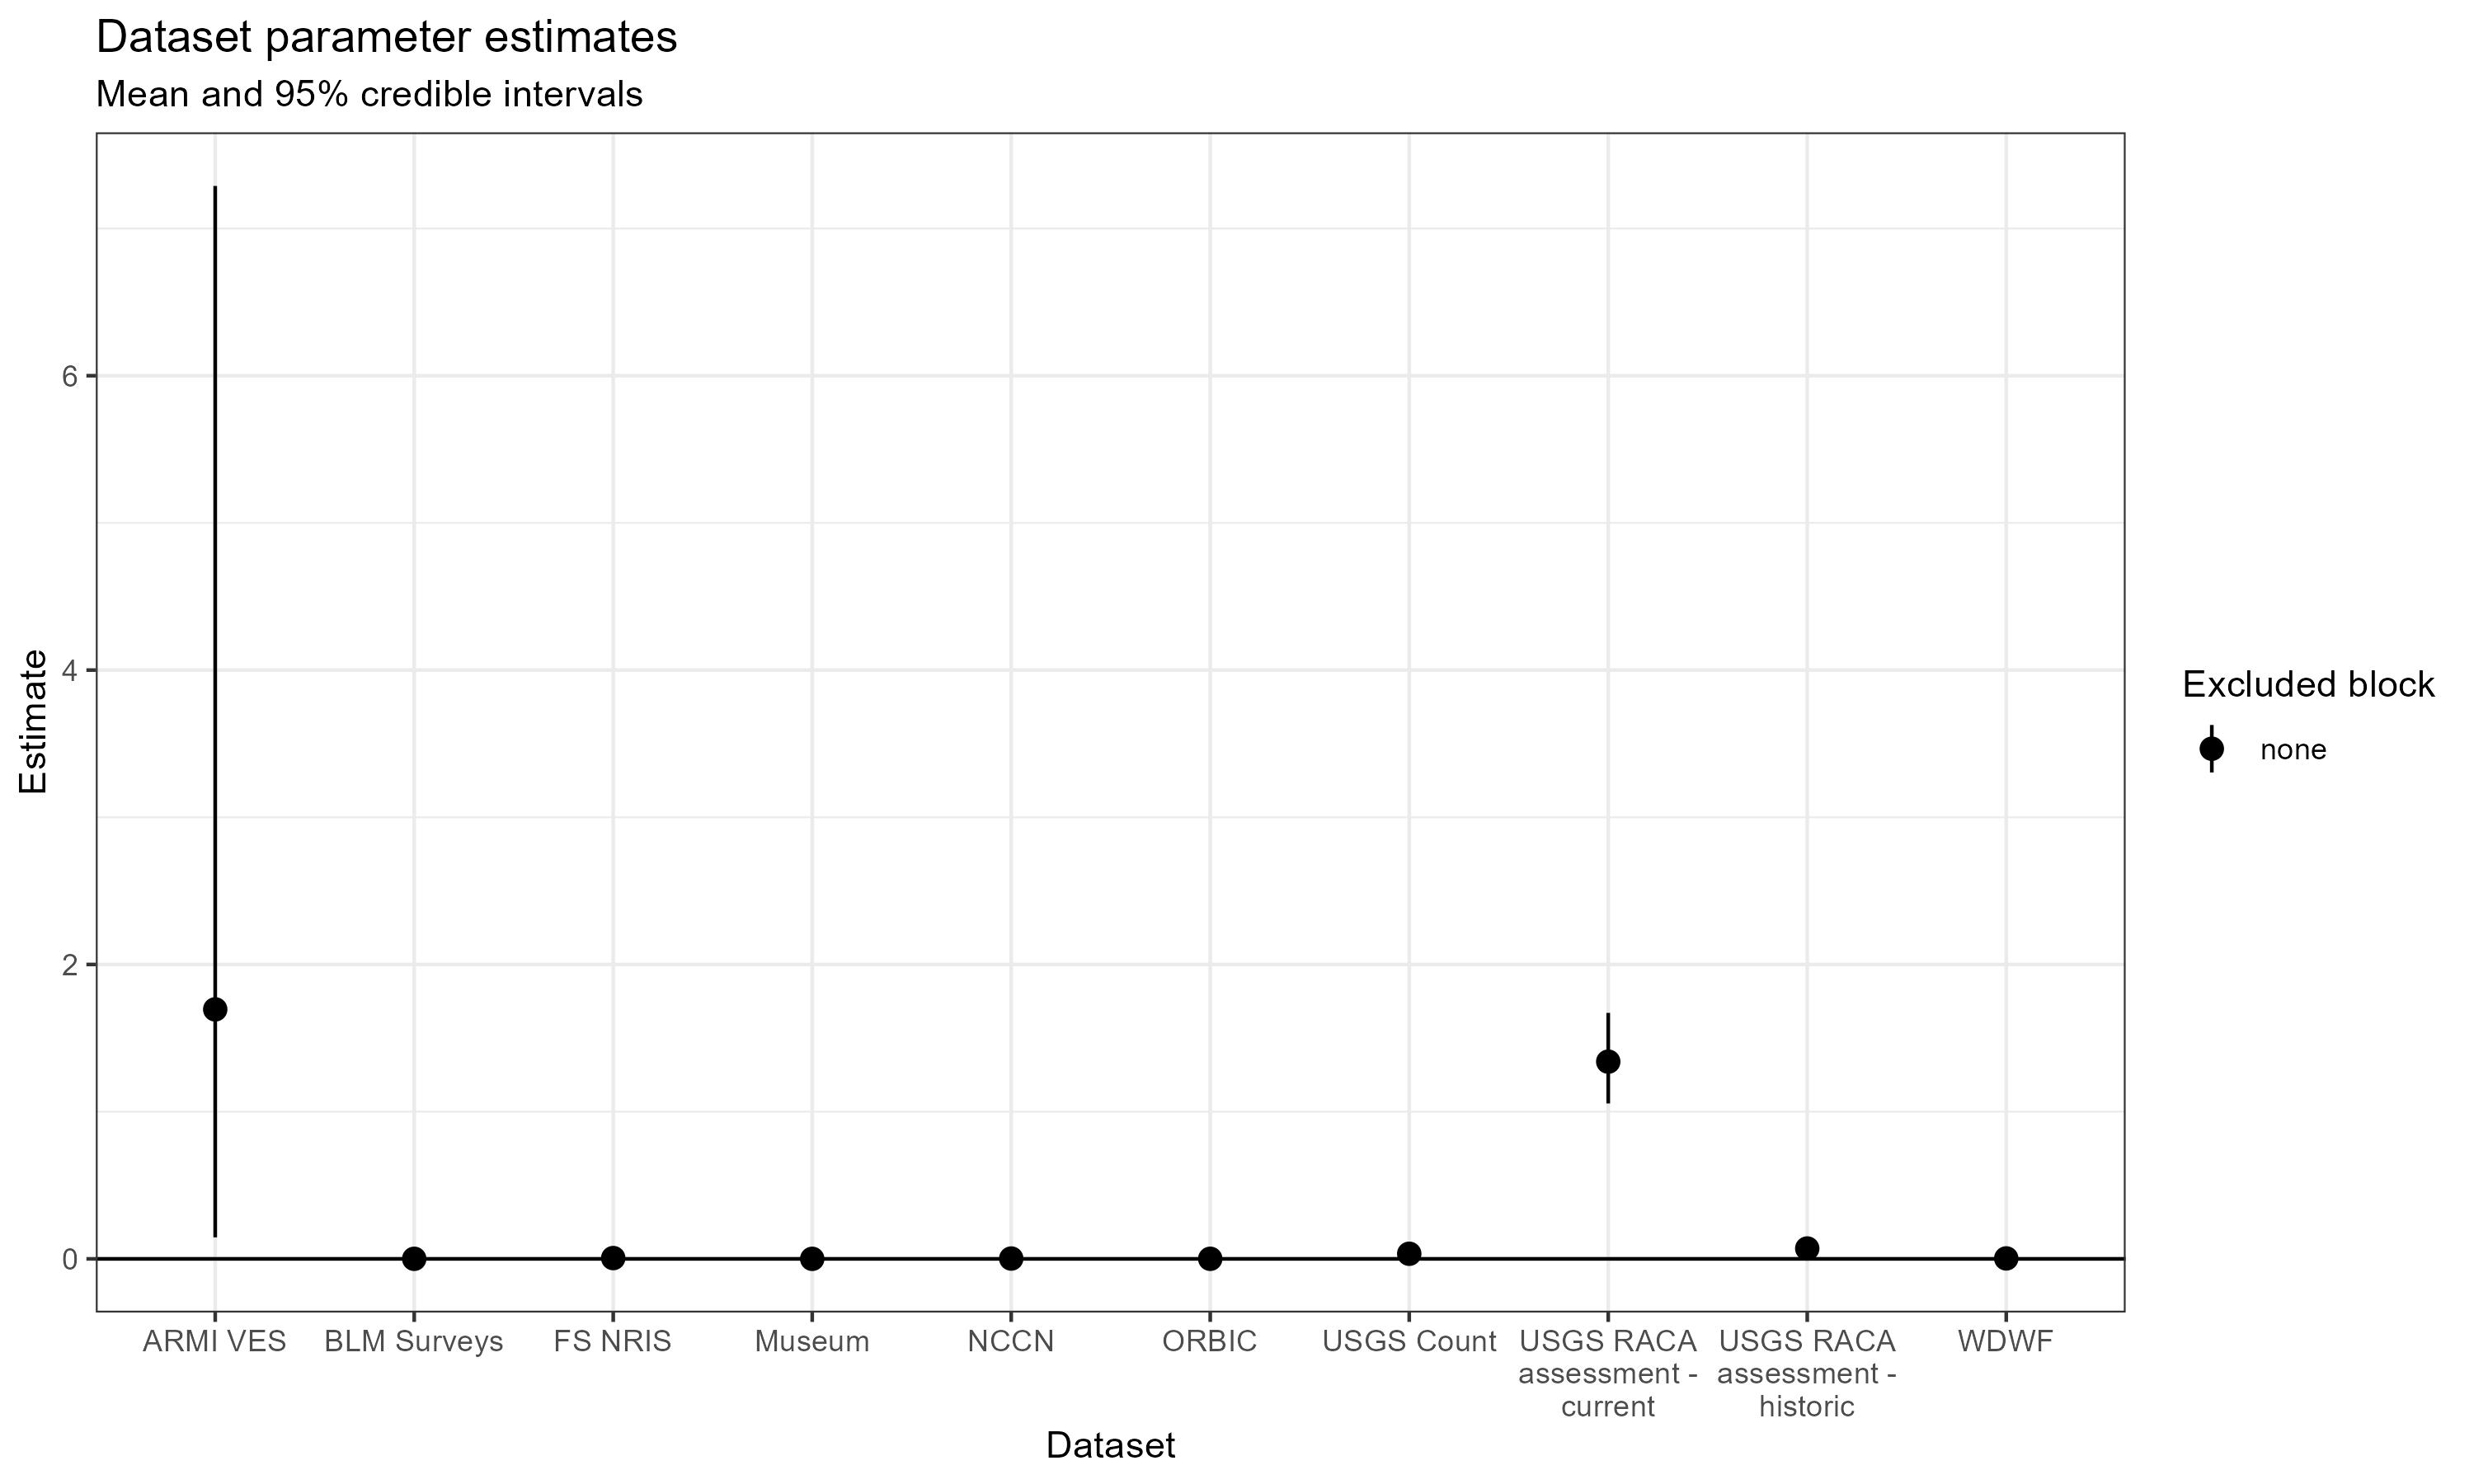 Dataset parameter estimates
Mean and 95% credible intervals
Estimate
6
4
2
0
ARMI VES
BLM Surveys
FS NRIS
Museum
NCCN
ORBIC
USGS Count
USGS RACA
assessment -
current
USGS RACA
assessment -
historic
WDWF
Dataset
Excluded block
none